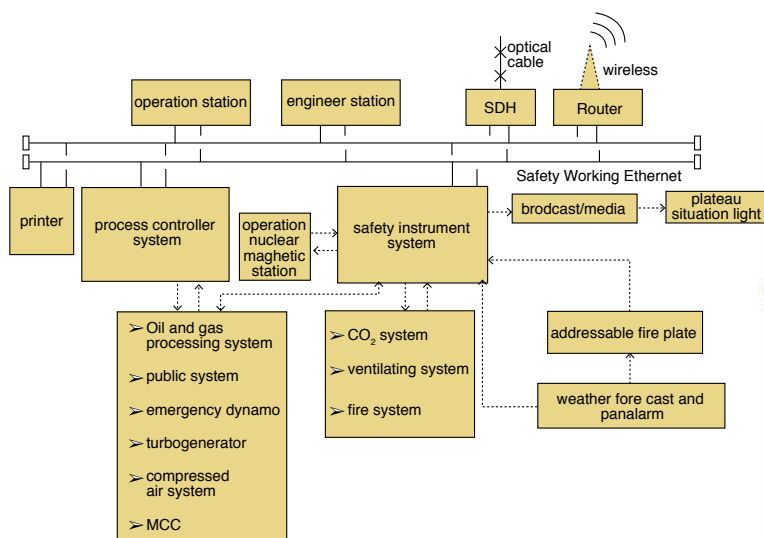 optical
cable
wireless
operation station
engineer station
SDH
Router
Safety Working Ethernet
printer
process controller
system
operation
nuclear
maghetic
station
safety instrument
system
brodcast/media
plateau
situation light
➢ Oil and gas
processing system
➢ public system
➢ emergency dynamo
➢ turbogenerator
➢ compressed
air system
➢ MCC
➢ CO₂ system
➢ ventilating system
➢ fire system
addressable fire plate
weather fore cast and
panalarm